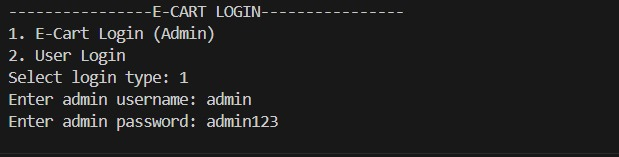 ----------------E-CART LOGIN----------------
1. E-Cart Login (Admin)
2. User Login
Select login type: 1
Enter admin username: admin
Enter admin password: admin123